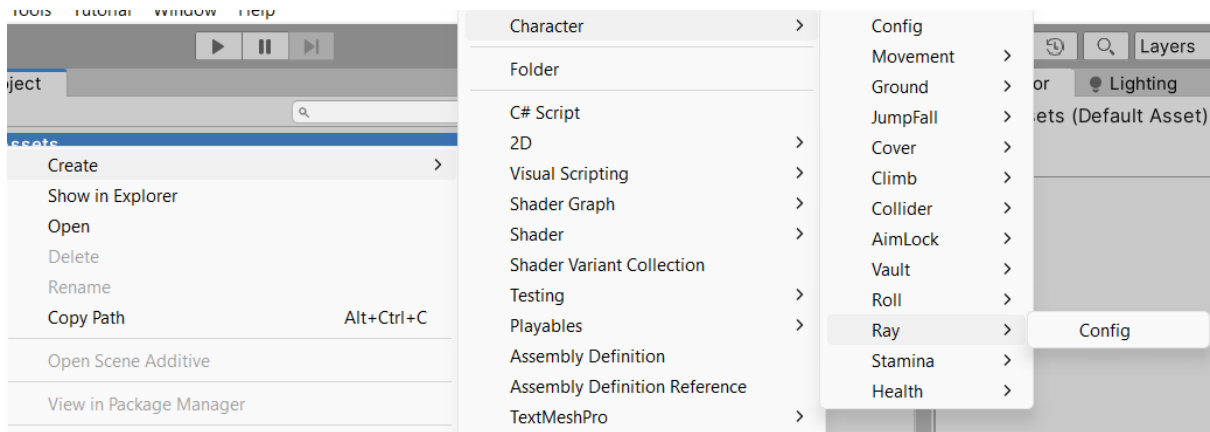 Tools Tutorial Window Help
Layers
ject
or Lighting
Assets
ets (Default Asset)
Create
Show in Explorer
Open
Delete
Rename
Copy Path Alt+Ctrl+C
Open Scene Additive
View in Package Manager
Character
Folder
C# Script
2D
Visual Scripting
Shader Graph
Shader
Shader Variant Collection
Testing
Playables
Assembly Definition
Assembly Definition Reference
TextMeshPro
Config
Movement
Ground
JumpFall
Cover
Climb
Collider
AimLock
Vault
Roll
Ray
Stamina
Health
Config